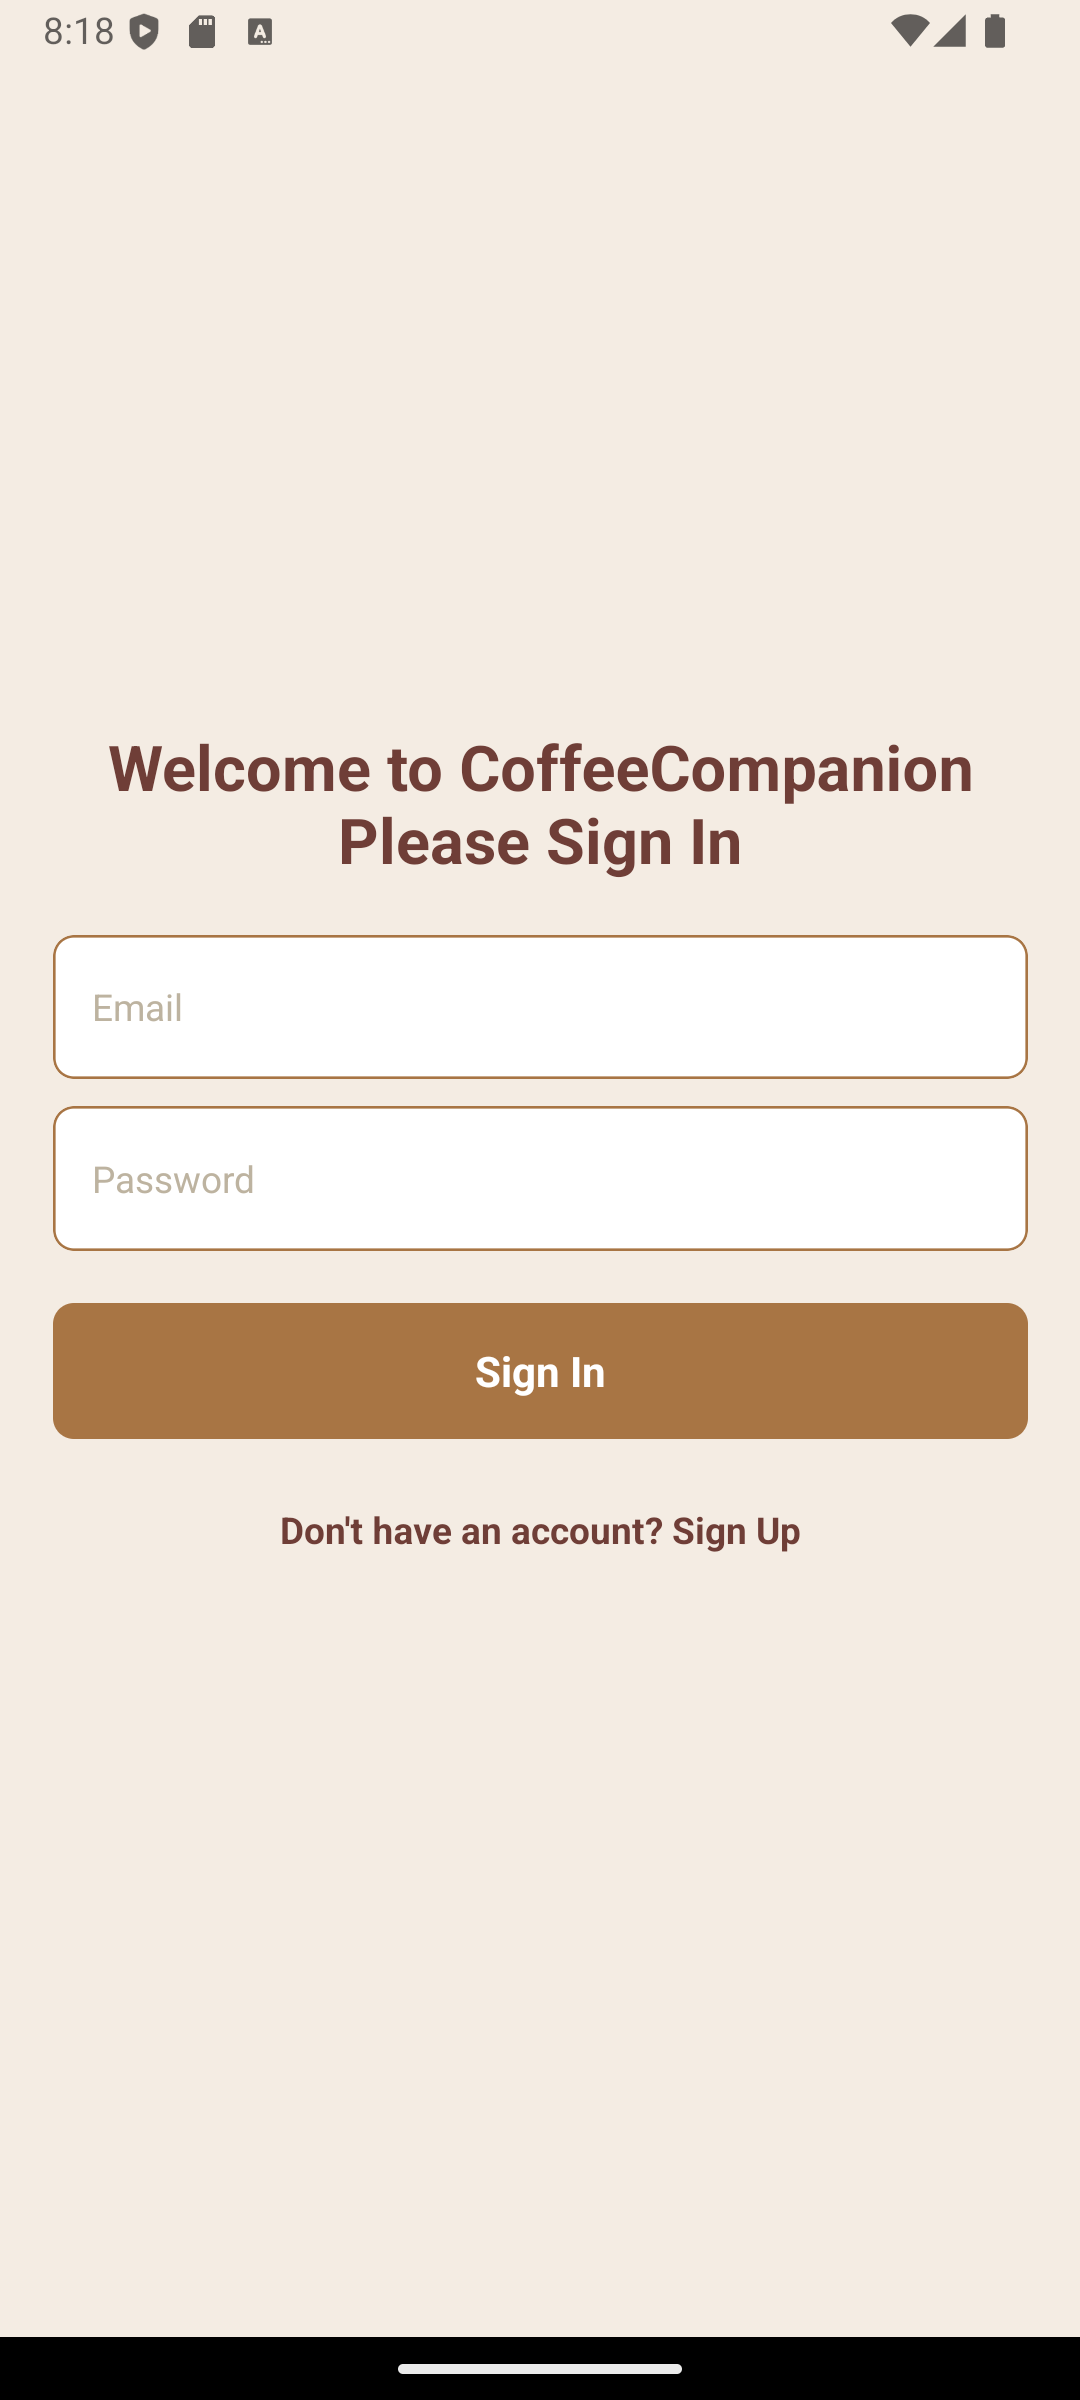 8:18
Welcome to CoffeeCompanion
Please Sign In
Email
Password
Sign In
Don't have an account? Sign Up